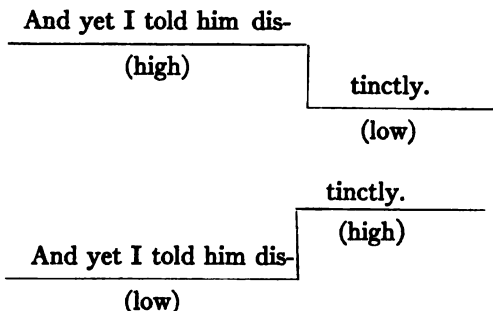 And yet I told him dis-
(high)
tinctly.
(low)
tinctly.
(high)
And yet I told him dis-
(low)